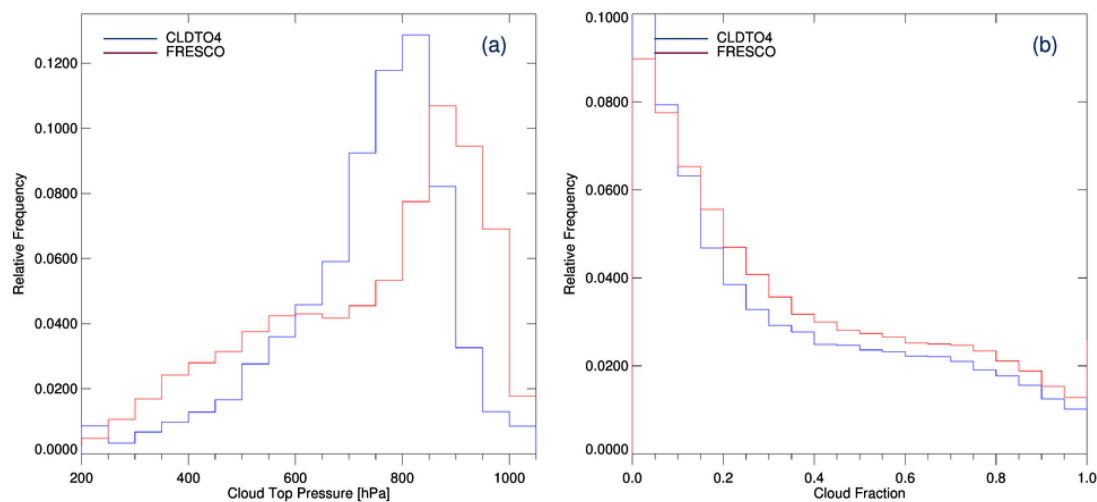 CLDTO4
FRESCO
(a)
0.1200
0.1000
0.0800
0.0600
0.0400
0.0200
0.0000
Relative Frequency
200 400 600 800 1000
Cloud Top Pressure [hPa]
CLDTO4
FRESCO
(b)
0.1000
0.0800
0.0600
0.0400
0.0200
0.0000
Relative Frequency
0.0 0.2 0.4 0.6 0.8 1.0
Cloud Fraction